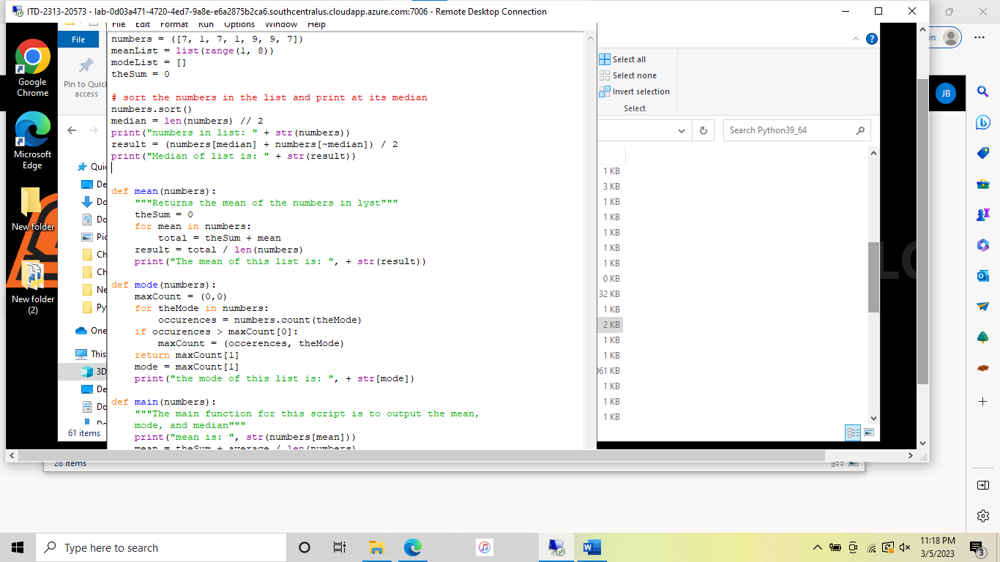 ITD-2313-20573 - lab-0d03a471-4720-4ed7-9a8e-e6a2875b2ca6.southcentralus.cloudapp.azure.com:7006 - Remote Desktop Connection
File Edit Format Run Options Window Help
numbers = ([7, 1, 7, 1, 9, 9, 7])
meanList = list(range(1, 8))
modeList = []
theSum = 0
# sort the numbers in the list and print at its median
numbers.sort()
median = len(numbers) // 2
print("numbers in list: " + str(numbers))
result = (numbers[median] + numbers[~median]) / 2
print("Median of list is: " + str(result))
def mean(numbers):
"""Returns the mean of the numbers in lyst"""
theSum = 0
for mean in numbers:
total = theSum + mean
result = total / len(numbers)
print("The mean of this list is: ", + str(result))
def mode(numbers):
maxCount = (0,0)
for theMode in numbers:
occurences = numbers.count(theMode)
if occurences > maxCount[0]:
maxCount = (occerences, theMode)
return maxCount[1]
mode = maxCount[1]
print("the mode of this list is: ", + str[mode])
def main(numbers):
"""The main function for this script is to output the mean,
mode, and median"""
print("mean is: ", str(numbers[mean]))
mean = theSum + average / len(numbers)
Google
Chrome
Microsoft
Edge
New folder
New folder
(2)
File
Pin to Quic
access
Quic
De
Do
Do
Pic
Ch
Ch
Ne
Py
One
This
3D
De
Do
61 items
Select all
Select none
Invert selection
Select
Search Python39_64
1 KB
3 KB
1 KB
1 KB
1 KB
1 KB
1 KB
0 KB
32 KB
1 KB
2 KB
1 KB
1 KB
061 KB
1 KB
1 KB
1 KB
in
JB
LO
28 items
Type here to search
11:18 PM
3/5/2023
3